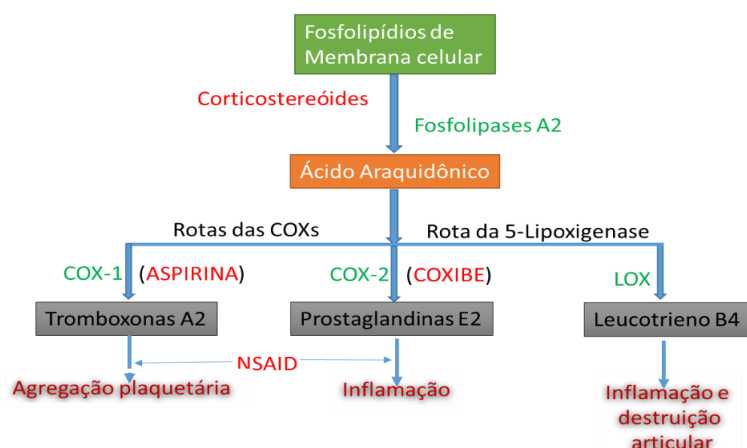 Fosfolipídios de
Membrana celular
Corticostereóides
Fosfolipases A2
Ácido Araquidônico
Rotas das COXs
Rota da 5-Lipoxigenase
COX-1 (ASPIRINA)
COX-2 (COXIBE)
LOX
Tromboxonas A2
Prostaglandinas E2
Leucotrieno B4
NSAID
Agregação plaquetária
Inflamação
Inflamação e
destruição
articular